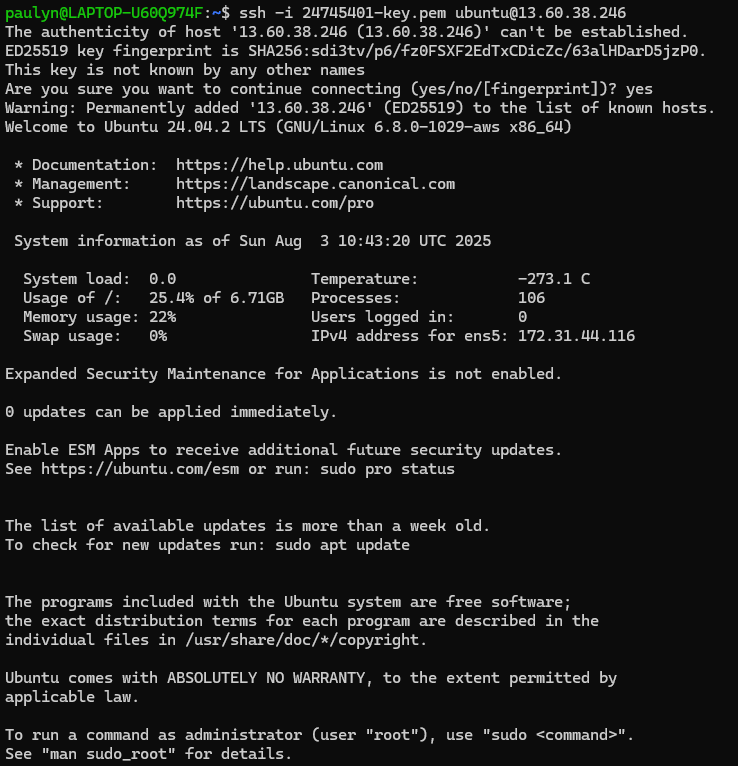 paulyn@LAPTOP-U60Q974F:~$ ssh -i 24745401-key.pem ubuntu@13.60.38.246
The authenticity of host '13.60.38.246 (13.60.38.246)' can't be established.
ED25519 key fingerprint is SHA256:sdi3tv/p6/fz0FSXF2EdTxCDicZc/63alHDarD5jzP0.
This key is not known by any other names
Are you sure you want to continue connecting (yes/no/[fingerprint])? yes
Warning: Permanently added '13.60.38.246' (ED25519) to the list of known hosts.
Welcome to Ubuntu 24.04.2 LTS (GNU/Linux 6.8.0-1029-aws x86_64)

 * Documentation:  https://help.ubuntu.com
 * Management:     https://landscape.canonical.com
 * Support:        https://ubuntu.com/pro

 System information as of Sun Aug  3 10:43:20 UTC 2025

  System load:  0.0               Temperature:           -273.1 C
  Usage of /:   25.4% of 6.71GB   Processes:             106
  Memory usage: 22%               Users logged in:       0
  Swap usage:   0%                IPv4 address for ens5: 172.31.44.116

Expanded Security Maintenance for Applications is not enabled.

0 updates can be applied immediately.

Enable ESM Apps to receive additional future security updates.
See https://ubuntu.com/esm or run: sudo pro status


The list of available updates is more than a week old.
To check for new updates run: sudo apt update


The programs included with the Ubuntu system are free software;
the exact distribution terms for each program are described in the
individual files in /usr/share/doc/*/copyright.

Ubuntu comes with ABSOLUTELY NO WARRANTY, to the extent permitted by
applicable law.

To run a command as administrator (user "root"), use "sudo <command>".
See "man sudo_root" for details.